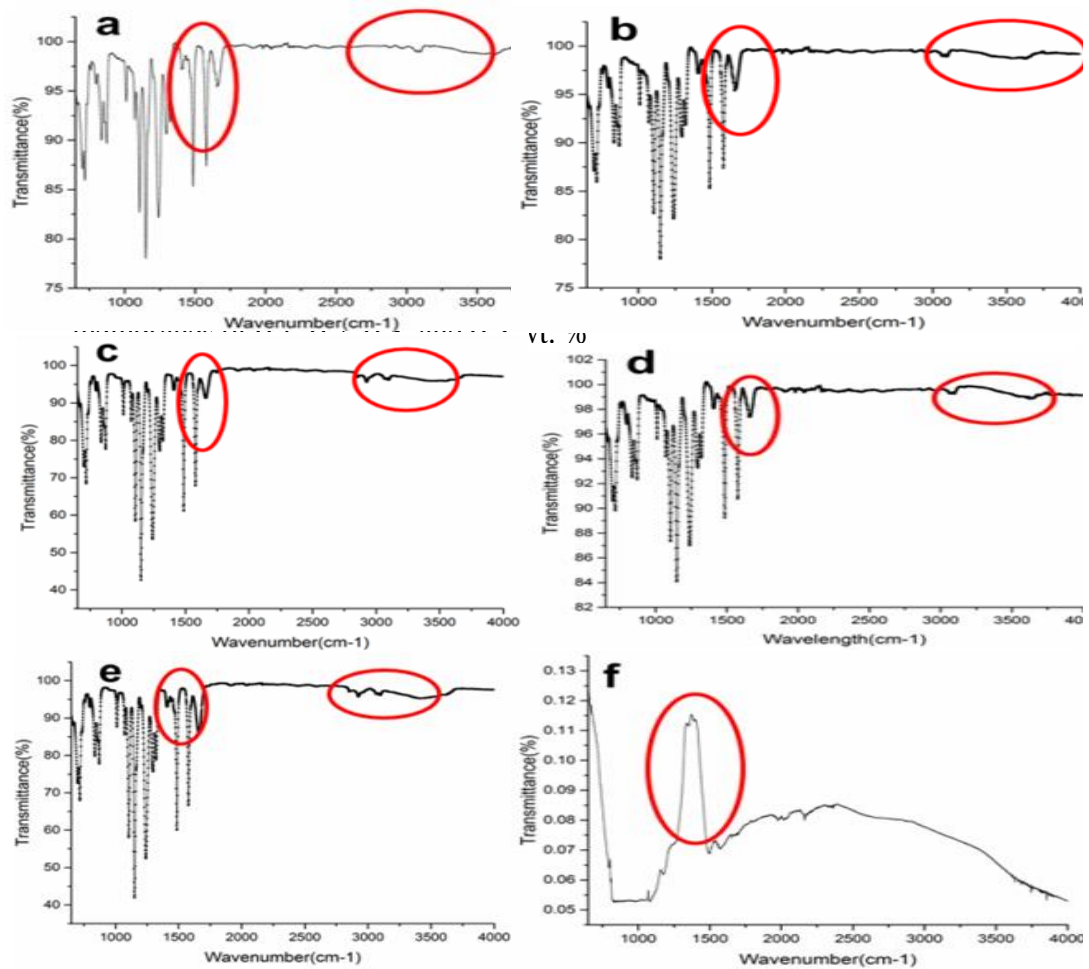 a
b
Transmittance(%)
100
95
90
85
80
75
1000 1500 2000 2500 3000 3500
Wavenumber(cm-1)
Transmittance(%)
100
95
90
85
80
75
1000 1500 2000 2500 3000 3500 4000
Wavenumber(cm-1)
vt. %
c
Transmittance(%)
100
90
80
70
60
50
40
1000 1500 2000 2500 3000 3500 4000
Wavenumber(cm-1)
d
Transmittance(%)
102
100
98
96
94
92
90
88
86
84
82
1000 1500 2000 2500 3000 3500 4000
Wavelength(cm-1)
e
Transmittance(%)
100
90
80
70
60
50
40
1000 1500 2000 2500 3000 3500 4000
Wavenumber(cm-1)
f
Transmittance(%)
0.13
0.12
0.11
0.10
0.09
0.08
0.07
0.06
0.05
1000 1500 2000 2500 3000 3500 4000
Wavenumber(cm-1)